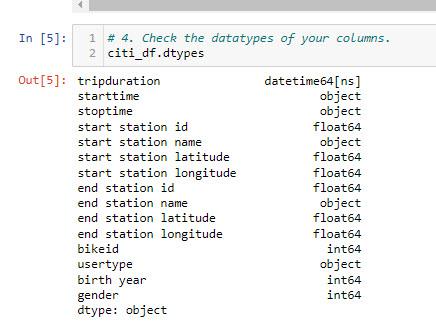 In [5]: 1 # 4. Check the datatypes of your columns.
2 citi_df.dtypes
Out[5]: tripduration datetime64[ns]
starttime object
stoptime object
start station id float64
start station name object
start station latitude float64
start station longitude float64
end station id float64
end station name object
end station latitude float64
end station longitude float64
bikeid int64
usertype object
birth year int64
gender int64
dtype: object